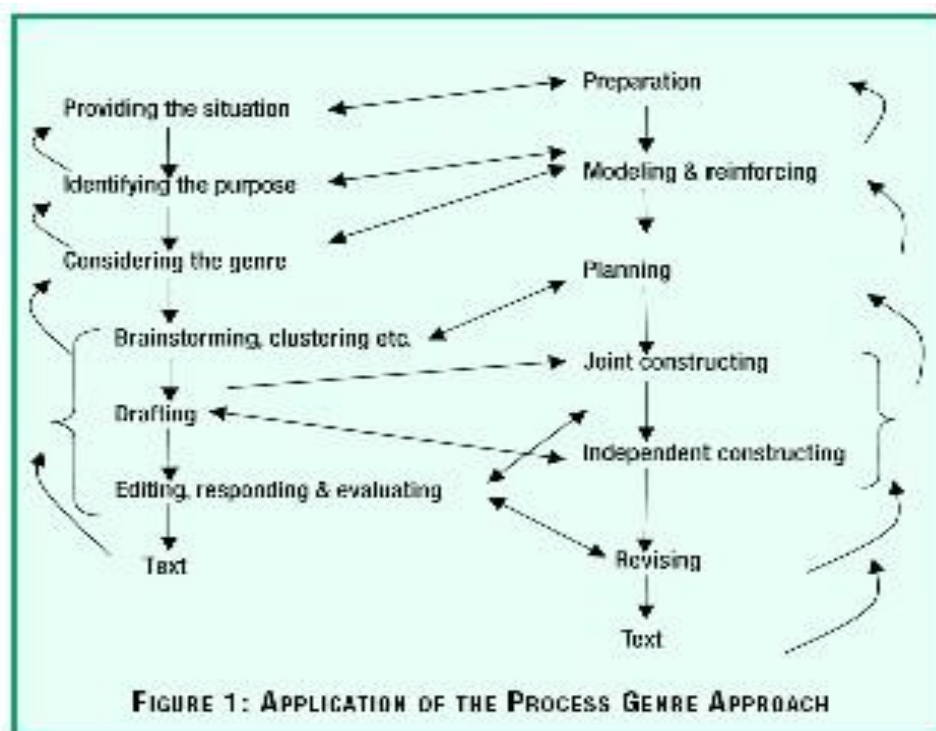 Providing the situation
Identifying the purpose
Considering the genre
Brainstorming, clustering etc.
Drafting
Editing, responding & evaluating
Text
Preparation
Modeling & reinforcing
Planning
Joint constructing
Independent constructing
Revising
Text
FIGURE 1: APPLICATION OF THE PROCESS GENRE APPROACH